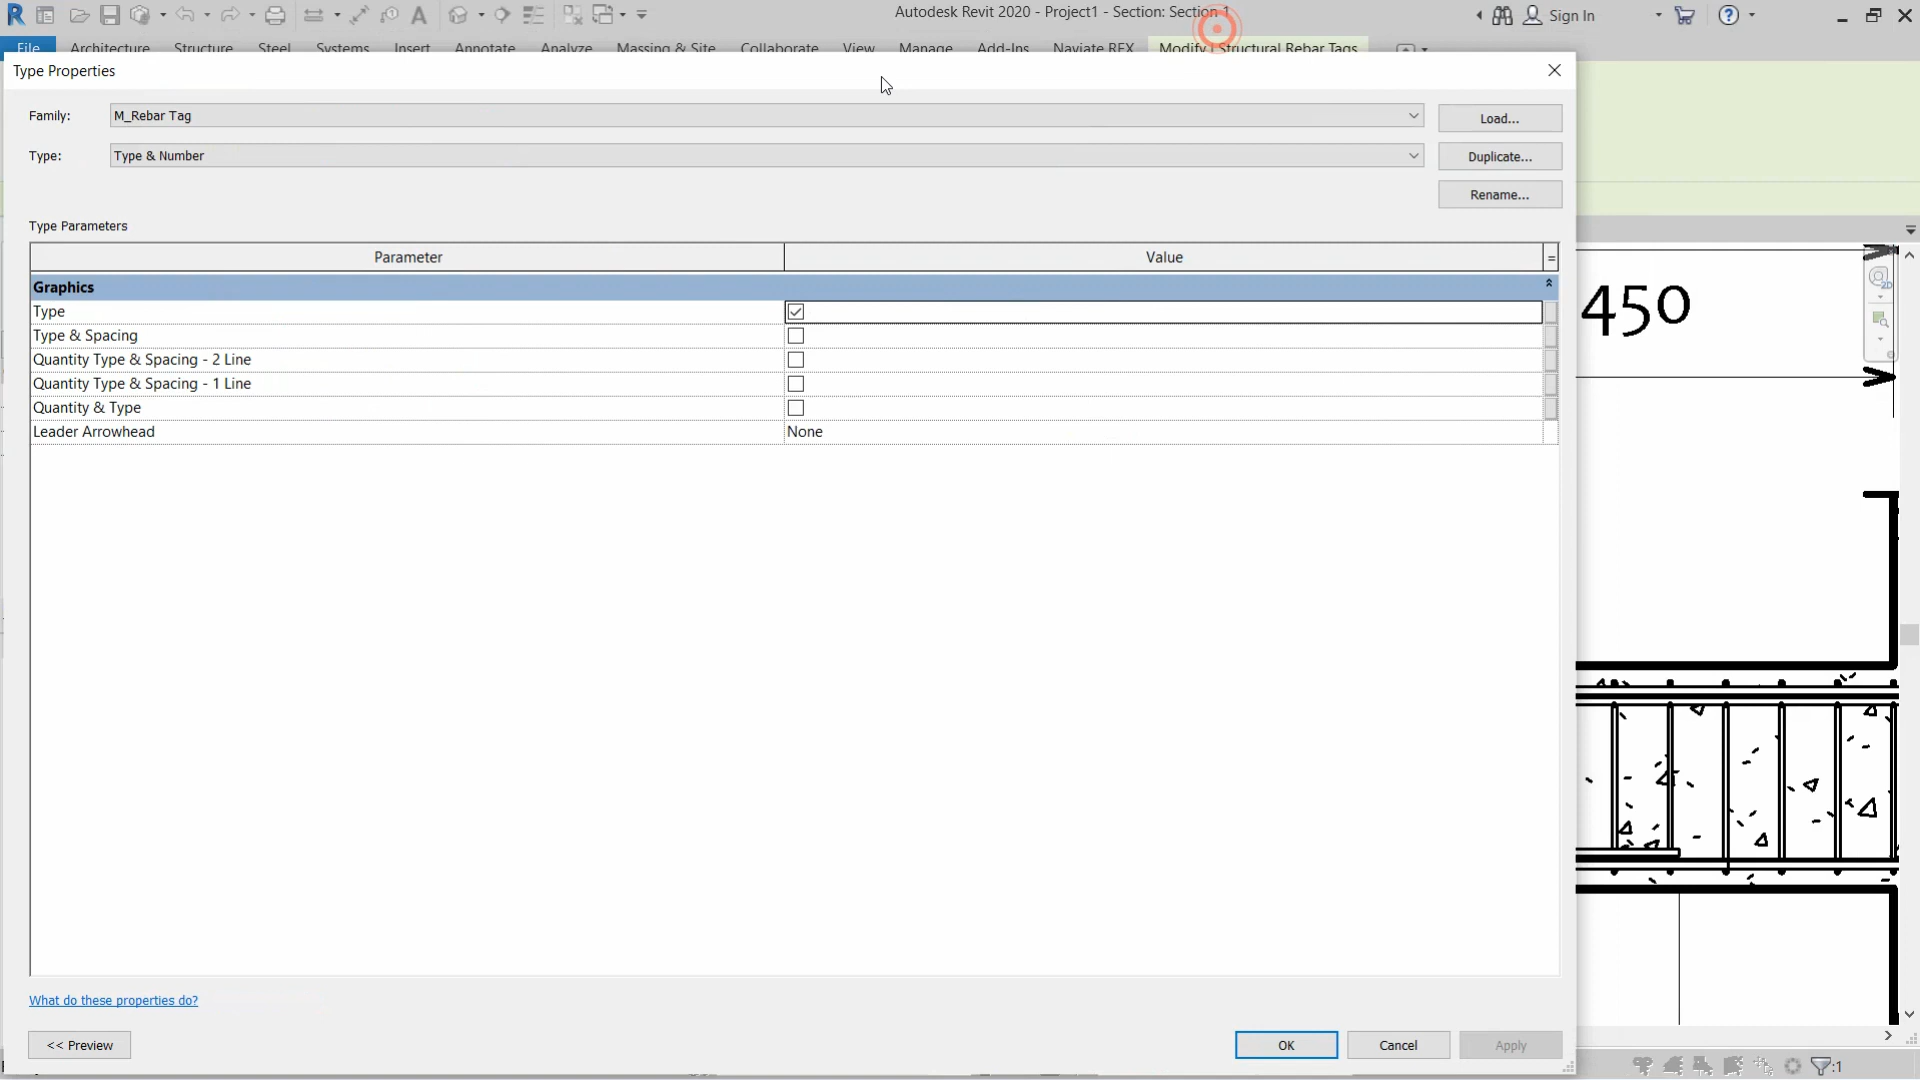 Autodesk Revit 2020 - Project1 - Section: Section 1
Sign In
File Architecture Structure Steel Systems Insert Annotate Analyze Massing & Site Collaborate View Manage Add-Ins Naviate REX Modify | Structural Rebar Tags
Type Properties
Family: M_Rebar Tag Load...
Type: Type & Number Duplicate...
Rename...
Type Parameters
Parameter Value =
Graphics
Type
Type & Spacing
Quantity Type & Spacing - 2 Line
Quantity Type & Spacing - 1 Line
Quantity & Type
Leader Arrowhead None
450
2D
What do these properties do?
<< Preview OK Cancel Apply
:1